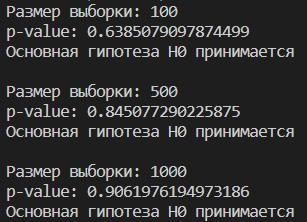 Размер выборки: 100
p-value: 0.6385079097874499
Основная гипотеза H0 принимается
Размер выборки: 500
p-value: 0.845077290225875
Основная гипотеза H0 принимается
Размер выборки: 1000
p-value: 0.9061976194973186
Основная гипотеза H0 принимается